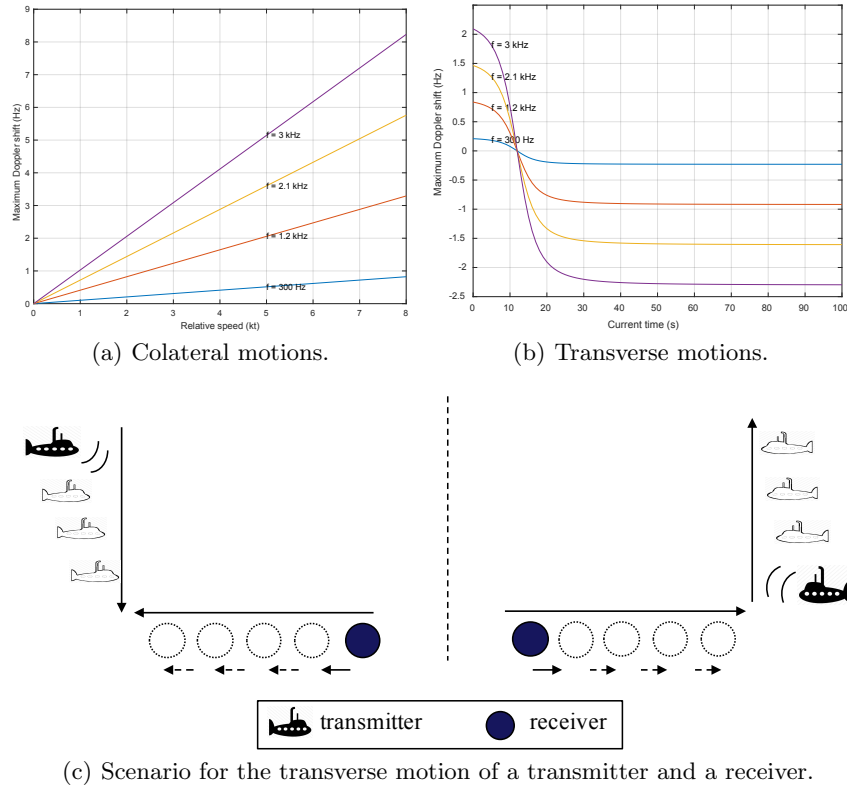 9
8
7
6
5
4
3
2
1
0
Maximum Doppler shift (Hz)
f = 3 kHz
f = 2.1 kHz
f = 1.2 kHz
f = 300 Hz
0 1 2 3 4 5 6 7 8
Relative speed (kt)
(a) Colateral motions.
2
1.5
1
0.5
0
-0.5
-1
-1.5
-2
-2.5
Maximum Doppler shift (Hz)
f = 3 kHz
f = 2.1 kHz
f = 1.2 kHz
f = 300 Hz
0 10 20 30 40 50 60 70 80 90 100
Current time (s)
(b) Transverse motions.
transmitter
receiver
(c) Scenario for the transverse motion of a transmitter and a receiver.